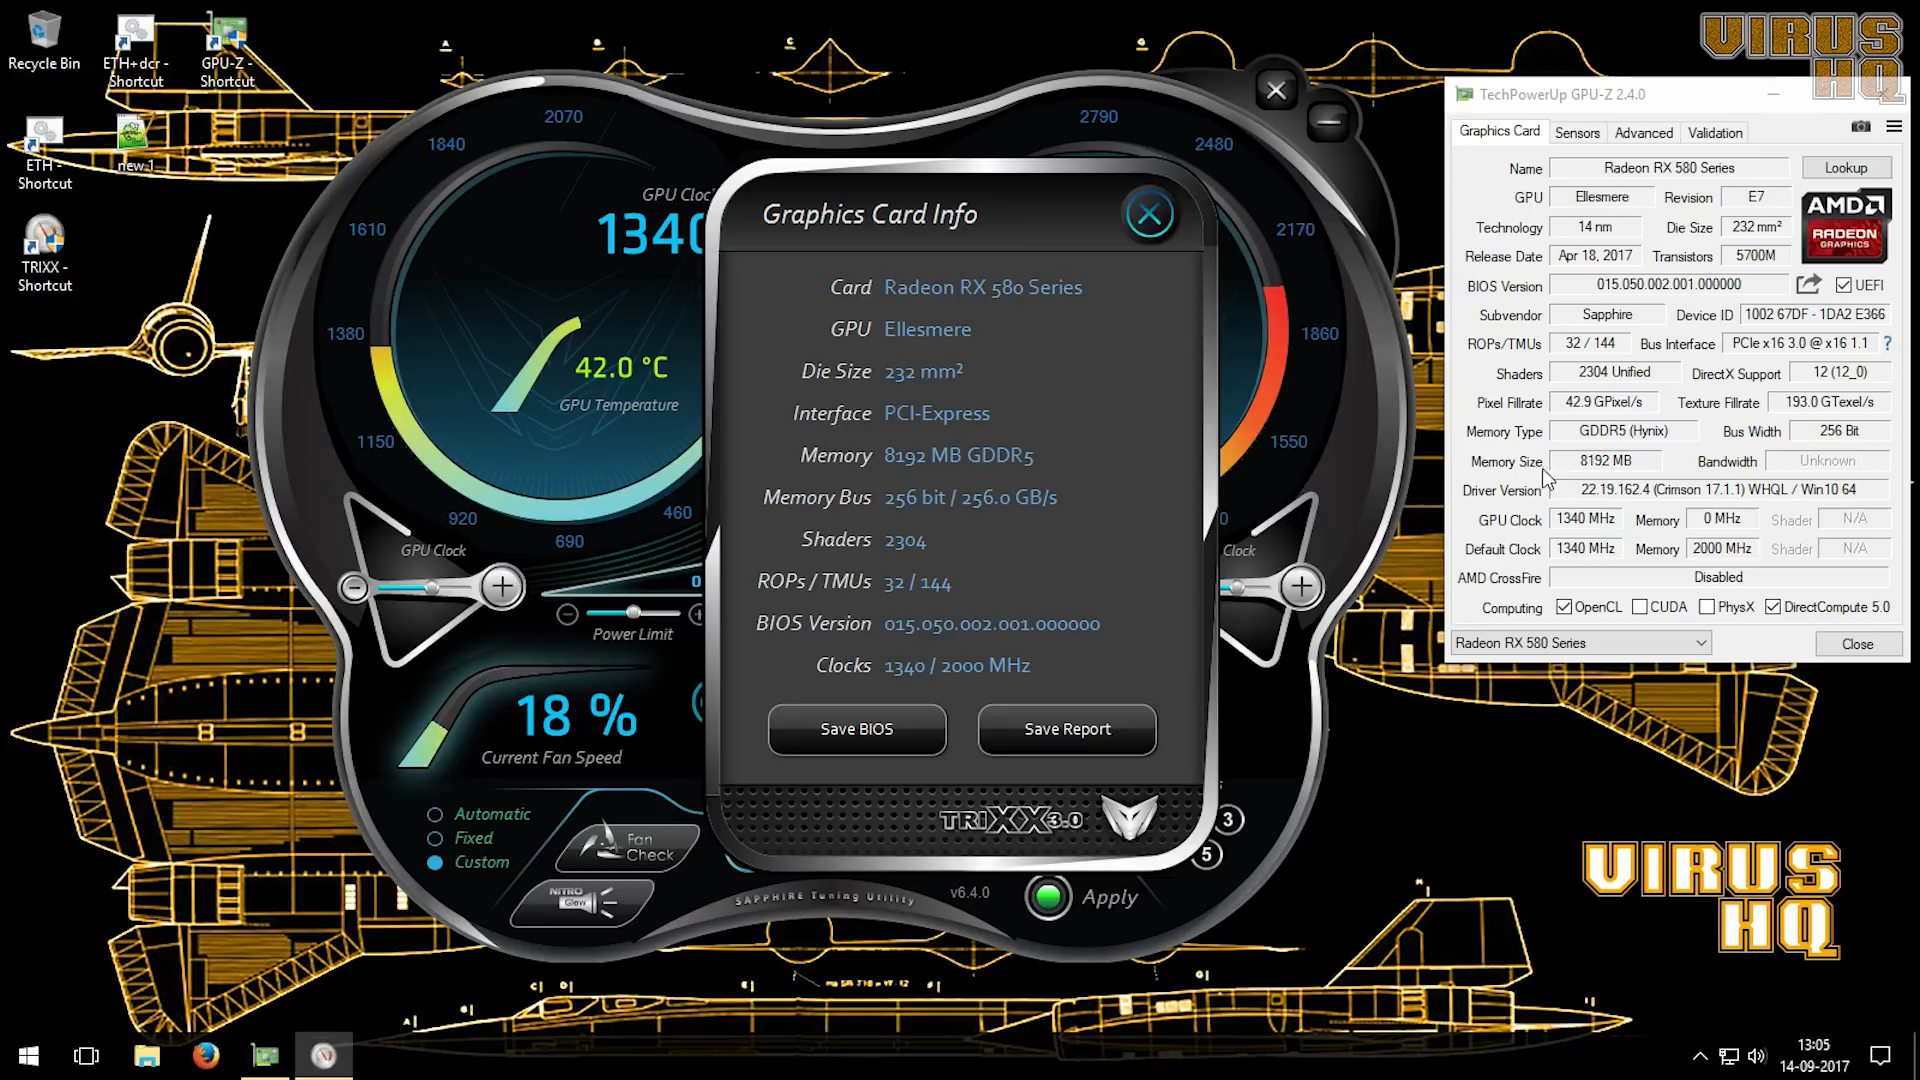 Recycle Bin
ETH+dcr - Shortcut
GPU-Z - Shortcut
ETH - Shortcut
new 1
TRIXX - Shortcut
VIRUS
HQ
2070
1840
1610
1380
1150
920
690
460
GPU Clock
1340
42.0 °C
GPU Temperature
2790
2480
2170
1860
1550
GPU Clock
Clock
Power Limit
18 %
Current Fan Speed
Automatic
Fixed
Custom
Fan Check
NITRO
Glow
SAPPHIRE Tuning Utility
v6.4.0
Apply
3
5
Graphics Card Info
Card Radeon RX 580 Series
GPU Ellesmere
Die Size 232 mm²
Interface PCI-Express
Memory 8192 MB GDDR5
Memory Bus 256 bit / 256.0 GB/s
Shaders 2304
ROPs / TMUs 32 / 144
BIOS Version 015.050.002.001.000000
Clocks 1340 / 2000 MHz
Save BIOS
Save Report
TRIXX 3.0
TechPowerUp GPU-Z 2.4.0
Graphics Card Sensors Advanced Validation
Name Radeon RX 580 Series Lookup
GPU Ellesmere Revision E7
AMD
RADEON
GRAPHICS
Technology 14 nm Die Size 232 mm²
Release Date Apr 18, 2017 Transistors 5700M
BIOS Version 015.050.002.001.000000 UEFI
Subvendor Sapphire Device ID 1002 67DF - 1DA2 E366
ROPs/TMUs 32 / 144 Bus Interface PCIe x16 3.0 @ x16 1.1 ?
Shaders 2304 Unified DirectX Support 12 (12_0)
Pixel Fillrate 42.9 GPixel/s Texture Fillrate 193.0 GTexel/s
Memory Type GDDR5 (Hynix) Bus Width 256 Bit
Memory Size 8192 MB Bandwidth Unknown
Driver Version 22.19.162.4 (Crimson 17.1.1) WHQL / Win10 64
GPU Clock 1340 MHz Memory 0 MHz Shader N/A
Default Clock 1340 MHz Memory 2000 MHz Shader N/A
AMD CrossFire Disabled
Computing OpenCL CUDA PhysX DirectCompute 5.0
Radeon RX 580 Series Close
VIRUS
HQ
13:05
14-09-2017